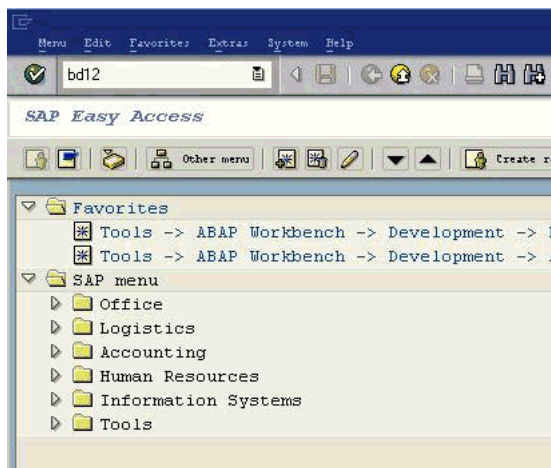 Menu Edit Favorites Extras System Help
bd12
SAP Easy Access
Other menu Create
Favorites
Tools -> ABAP Workbench -> Development ->
Tools -> ABAP Workbench -> Development ->
SAP menu
Office
Logistics
Accounting
Human Resources
Information Systems
Tools